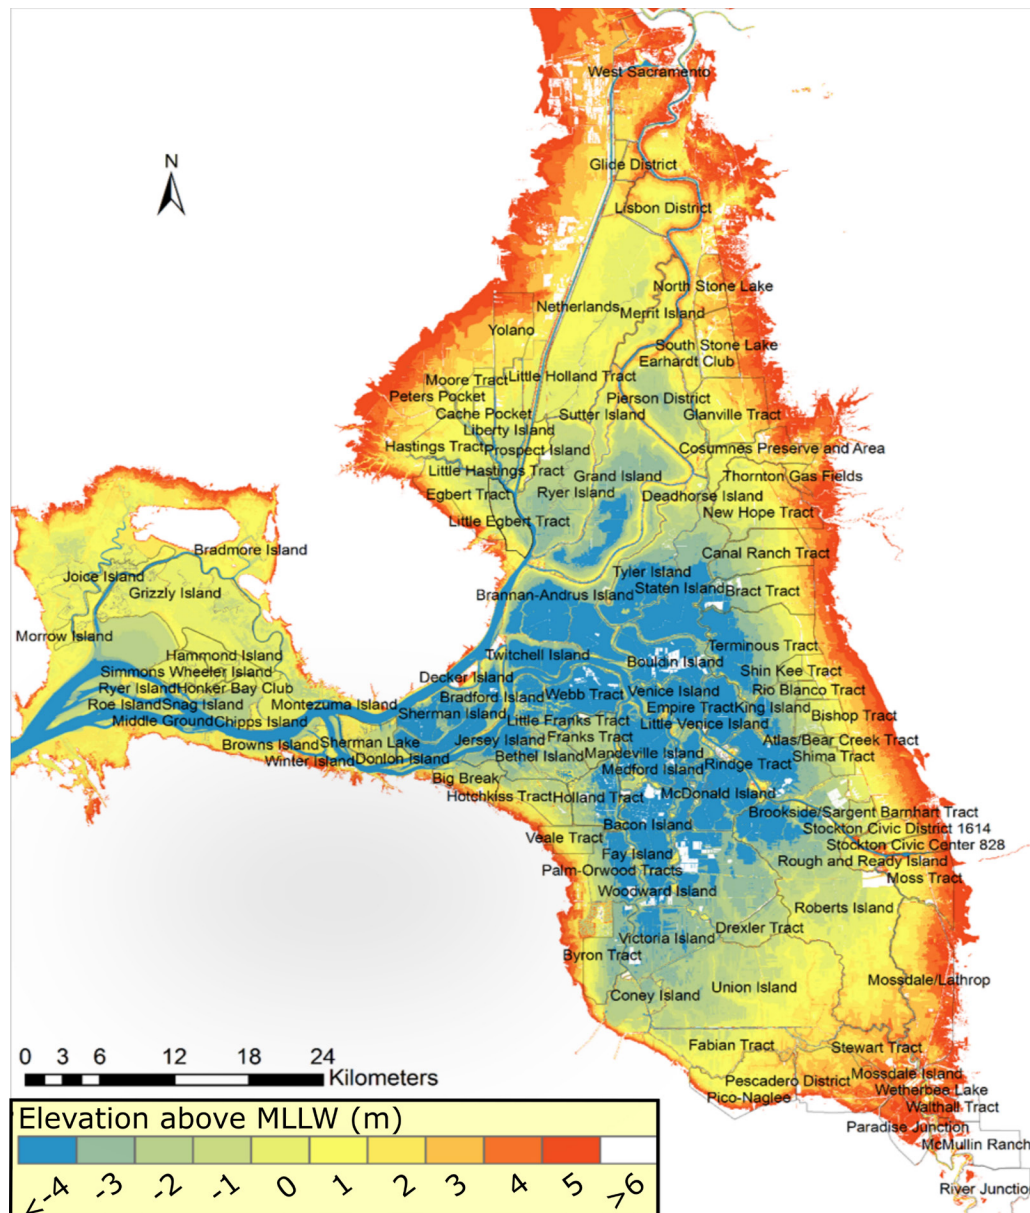 West Sacramento
N
Glide District
Lisbon District
North Stone Lake
Netherlands
Merrit Island
Yolano
South Stone Lake
Earhardt Club
Moore Tract
Little Holland Tract
Peters Pocket
Pierson District
Cache Pocket
Sutter Island
Glanville Tract
Liberty Island
Hastings Tract
Prospect Island
Cosumnes Preserve and Area
Little Hastings Tract
Grand Island
Thornton Gas Fields
Egbert Tract
Ryer Island
Deadhorse Island
New Hope Tract
Little Egbert Tract
Bradmore Island
Canal Ranch Tract
Joice Island
Tyler Island
Grizzly Island
Brannan-Andrus Island
Staten Island
Bract Tract
Morrow Island
Terminous Tract
Hammond Island
Twitchell Island
Bouldin Island
Simmons Wheeler Island
Shin Kee Tract
Decker Island
Ryer Island
Honker Bay Club
Bradford Island
Webb Tract
Venice Island
Rio Blanco Tract
Roe Island
Snag Island
Montezuma Island
Empire Tract
King Island
Sherman Island
Bishop Tract
Middle Ground
Chipps Island
Little Franks Tract
Little Venice Island
Browns Island
Sherman Lake
Jersey Island
Franks Tract
Atlas/Bear Creek Tract
Winter Island
Donlon Island
Bethel Island
Mandeville Island
Shima Tract
Rindge Tract
Medford Island
Big Break
Hotchkiss Tract
Holland Tract
McDonald Island
Brookside/Sargent Barnhart Tract
Bacon Island
Stockton Civic District 1614
Veale Tract
Stockton Civic Center 828
Fay Island
Rough and Ready Island
Palm-Orwood Tracts
Moss Tract
Woodward Island
Roberts Island
Drexler Tract
Victoria Island
Byron Tract
Mossdale/Lathrop
Union Island
Coney Island
Fabian Tract
Stewart Tract
0 3 6 12 18 24
Kilometers
Mossdale Island
Pescadero District
Wetherbee Lake
Pico-Naglee
Walthall Tract
Paradise Junction
McMullin Ranch
River Junction
Elevation above MLLW (m)
<-4 -3 -2 -1 0 1 2 3 4 5 >6